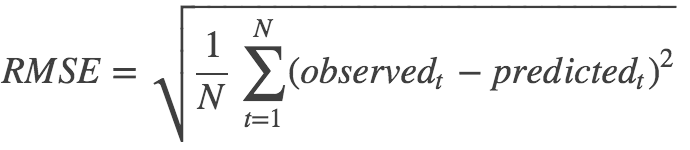 RMSE = √(1/N ∑_{t=1}^{N} (observed_t − predicted_t)²)